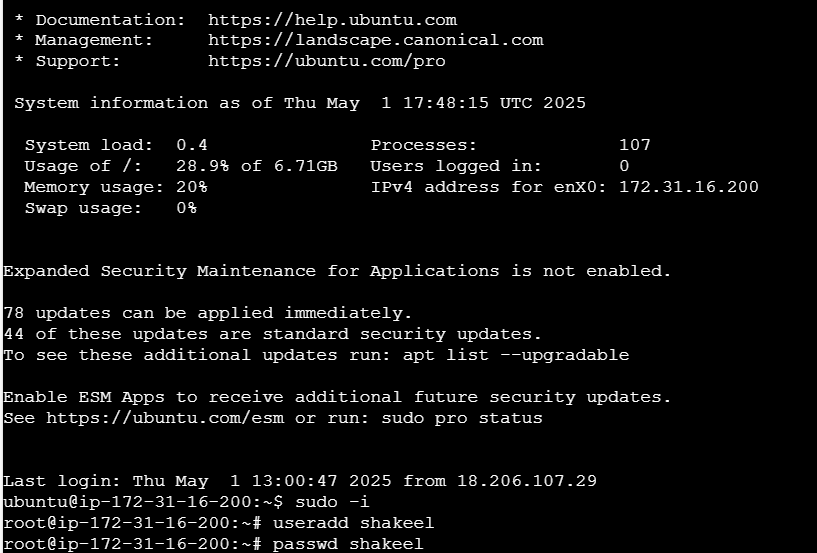 * Documentation:  https://help.ubuntu.com
* Management:     https://landscape.canonical.com
* Support:        https://ubuntu.com/pro
System information as of Thu May  1 17:48:15 UTC 2025
System load:  0.4               Processes:             107
Usage of /:   28.9% of 6.71GB   Users logged in:       0
Memory usage: 20%               IPv4 address for enX0: 172.31.16.200
Swap usage:   0%
Expanded Security Maintenance for Applications is not enabled.
78 updates can be applied immediately.
44 of these updates are standard security updates.
To see these additional updates run: apt list --upgradable
Enable ESM Apps to receive additional future security updates.
See https://ubuntu.com/esm or run: sudo pro status
Last login: Thu May  1 13:00:47 2025 from 18.206.107.29
ubuntu@ip-172-31-16-200:~$ sudo -i
root@ip-172-31-16-200:~# useradd shakeel
root@ip-172-31-16-200:~# passwd shakeel